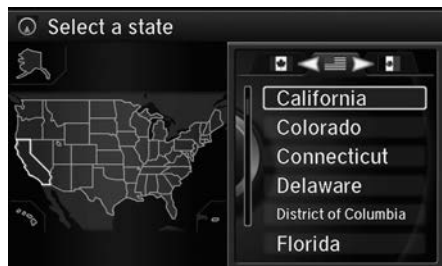 Select a state
California
Colorado
Connecticut
Delaware
District of Columbia
Florida